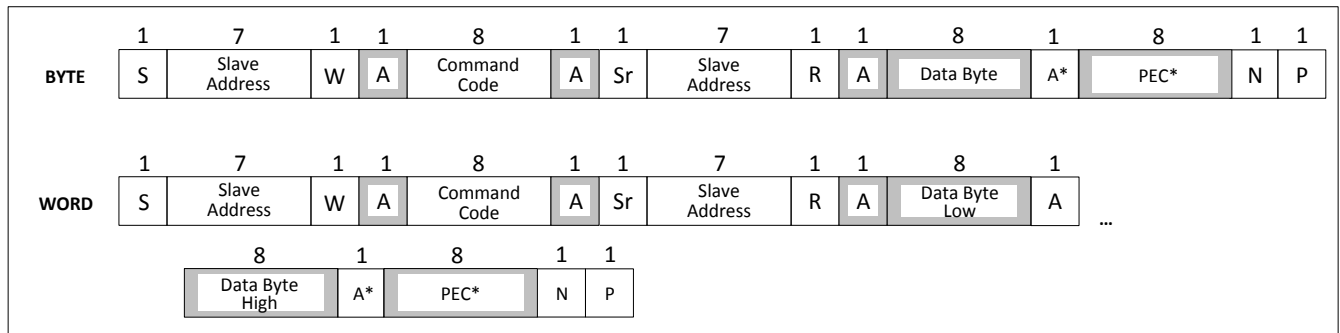 1 7 1 1 8 1 1 7 1 1 8 1 8 1 1
BYTE S Slave Address W A Command Code A Sr Slave Address R A Data Byte A* PEC* N P
1 7 1 1 8 1 1 7 1 1 8 1
WORD S Slave Address W A Command Code A Sr Slave Address R A Data Byte Low A ...
8 1 8 1 1
Data Byte High A* PEC* N P